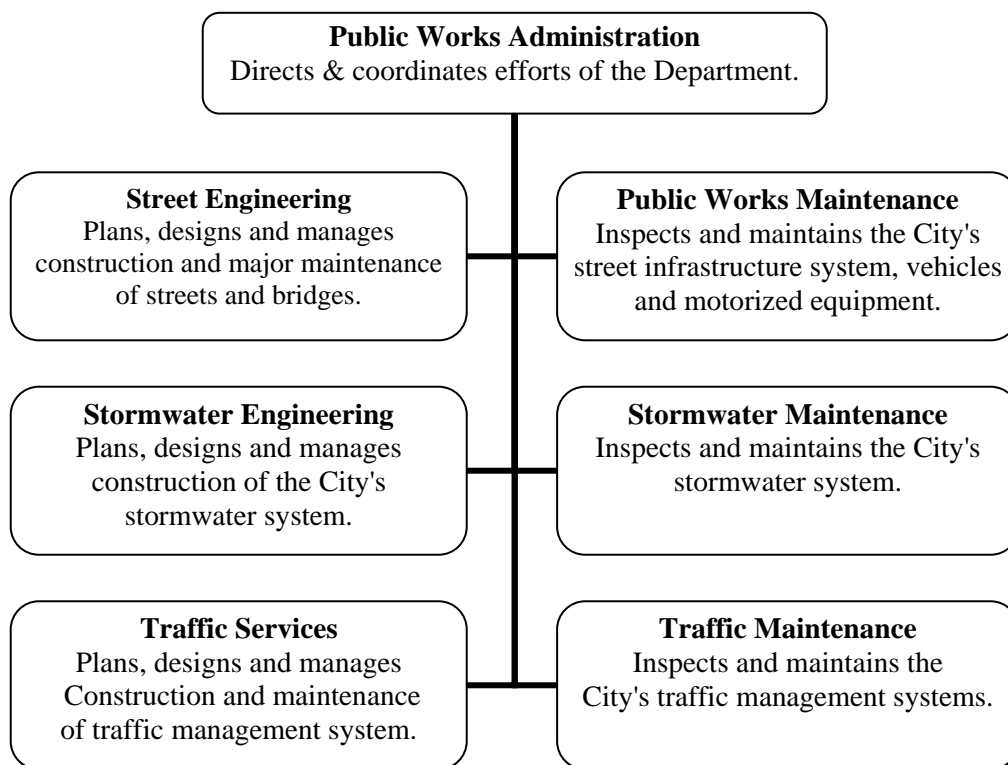 Public Works Administration
Directs & coordinates efforts of the Department.
Street Engineering
Plans, designs and manages
construction and major maintenance
of streets and bridges.
Public Works Maintenance
Inspects and maintains the City's
street infrastructure system, vehicles
and motorized equipment.
Stormwater Engineering
Plans, designs and manages
construction of the City's
stormwater system.
Stormwater Maintenance
Inspects and maintains the City's
stormwater system.
Traffic Services
Plans, designs and manages
Construction and maintenance
of traffic management system.
Traffic Maintenance
Inspects and maintains the
City's traffic management systems.